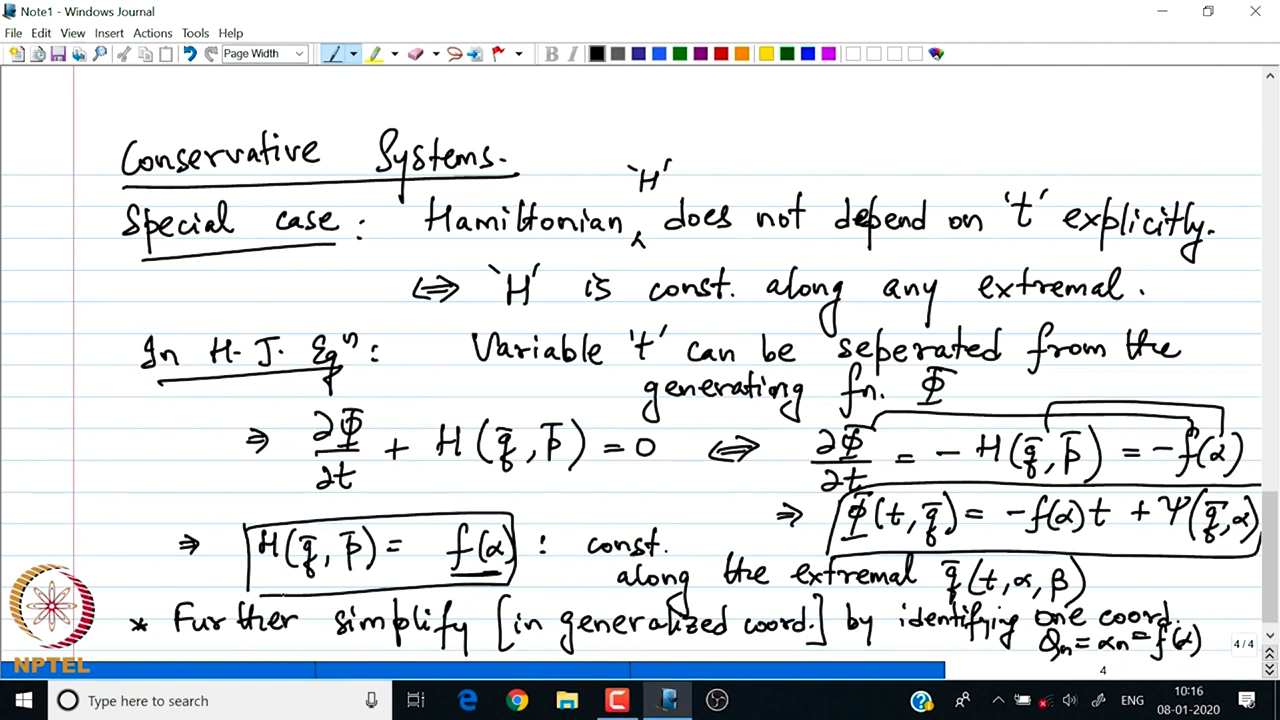 Note1 - Windows Journal
File Edit View Insert Actions Tools Help
Page Width
B I
Conservative Systems.
Special case : Hamiltonian, 'H' does not depend on 't' explicitly.
⇔ 'H' is const. along any extremal.
In H-J. Eqⁿ : Variable 't' can be seperated from the
generating fn. Φ
⇒ ∂Φ/∂t + H(q̄, p̄) = 0 ⇔ ∂Φ/∂t = - H(q̄, p̄) = -f(α)
⇒ Φ(t, q̄) = -f(α)t + Ψ(q̄, α)
⇒ H(q̄, p̄) = f(α) : const.
along the extremal q̄(t, α, β)
* Further simplify [in generalized coord.] by identifying one coord.
Qₙ = αₙ = f(α)
NPTEL
4/4
4
Type here to search
ENG
10:16
08-01-2020